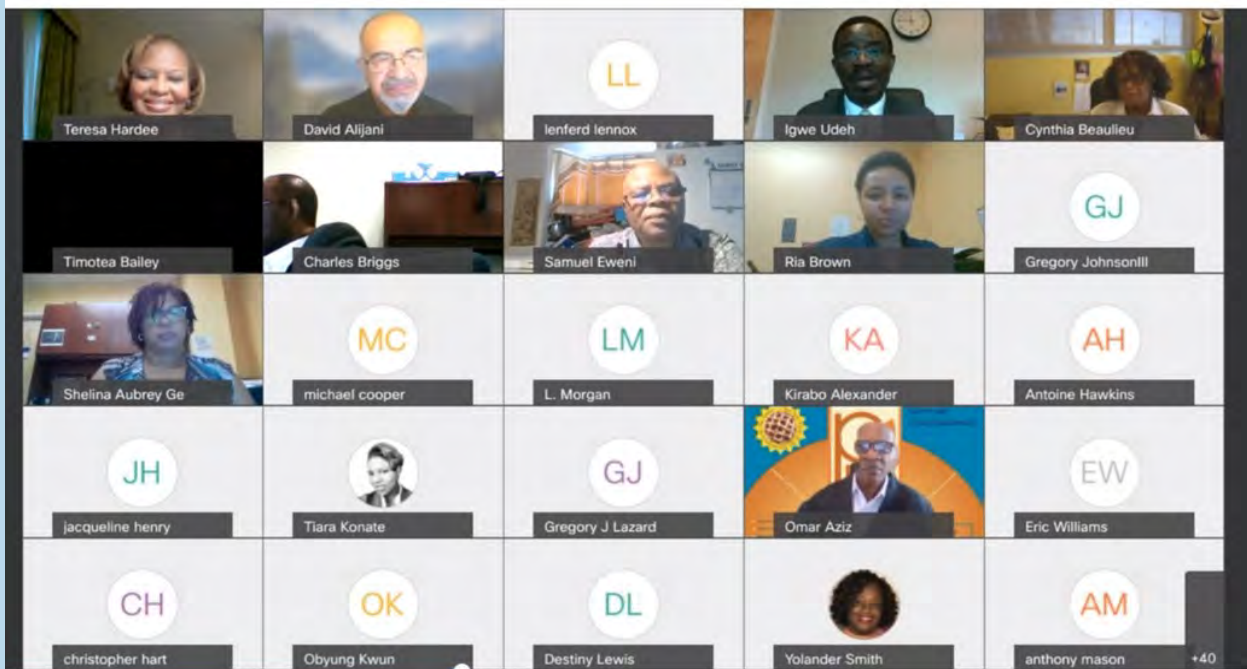 Teresa Hardee
David Alijani
LL
lenferd lennox
Igwe Udeh
Cynthia Beaulieu
Timotea Bailey
Charles Briggs
Samuel Eweni
Ria Brown
GJ
Gregory JohnsonIII
Shelina Aubrey Ge
MC
michael cooper
LM
L. Morgan
KA
Kirabo Alexander
AH
Antoine Hawkins
JH
jacqueline henry
Tiara Konate
GJ
Gregory J Lazard
Omar Aziz
EW
Eric Williams
CH
christopher hart
OK
Obyung Kwun
DL
Destiny Lewis
Yolander Smith
AM
anthony mason
+40